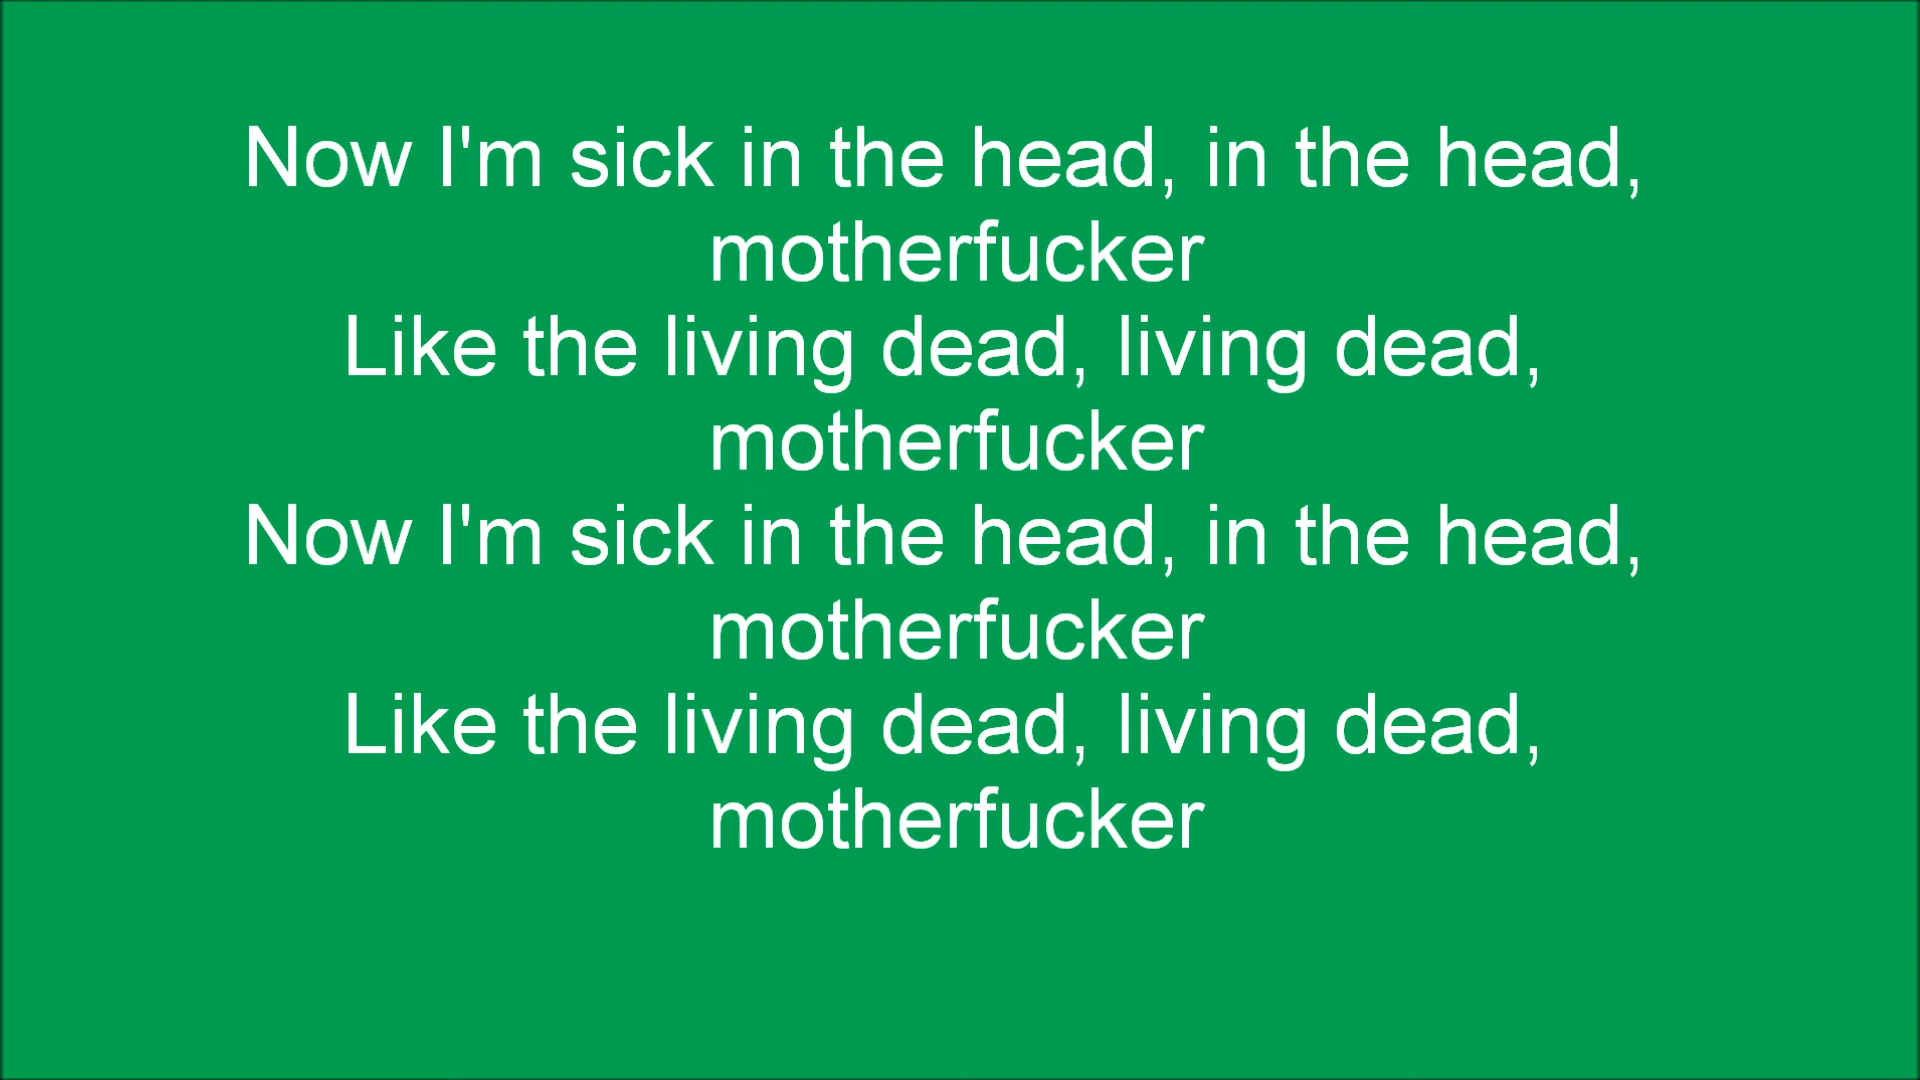 Now I'm sick in the head, in the head,
motherfucker
Like the living dead, living dead,
motherfucker
Now I'm sick in the head, in the head,
motherfucker
Like the living dead, living dead,
motherfucker